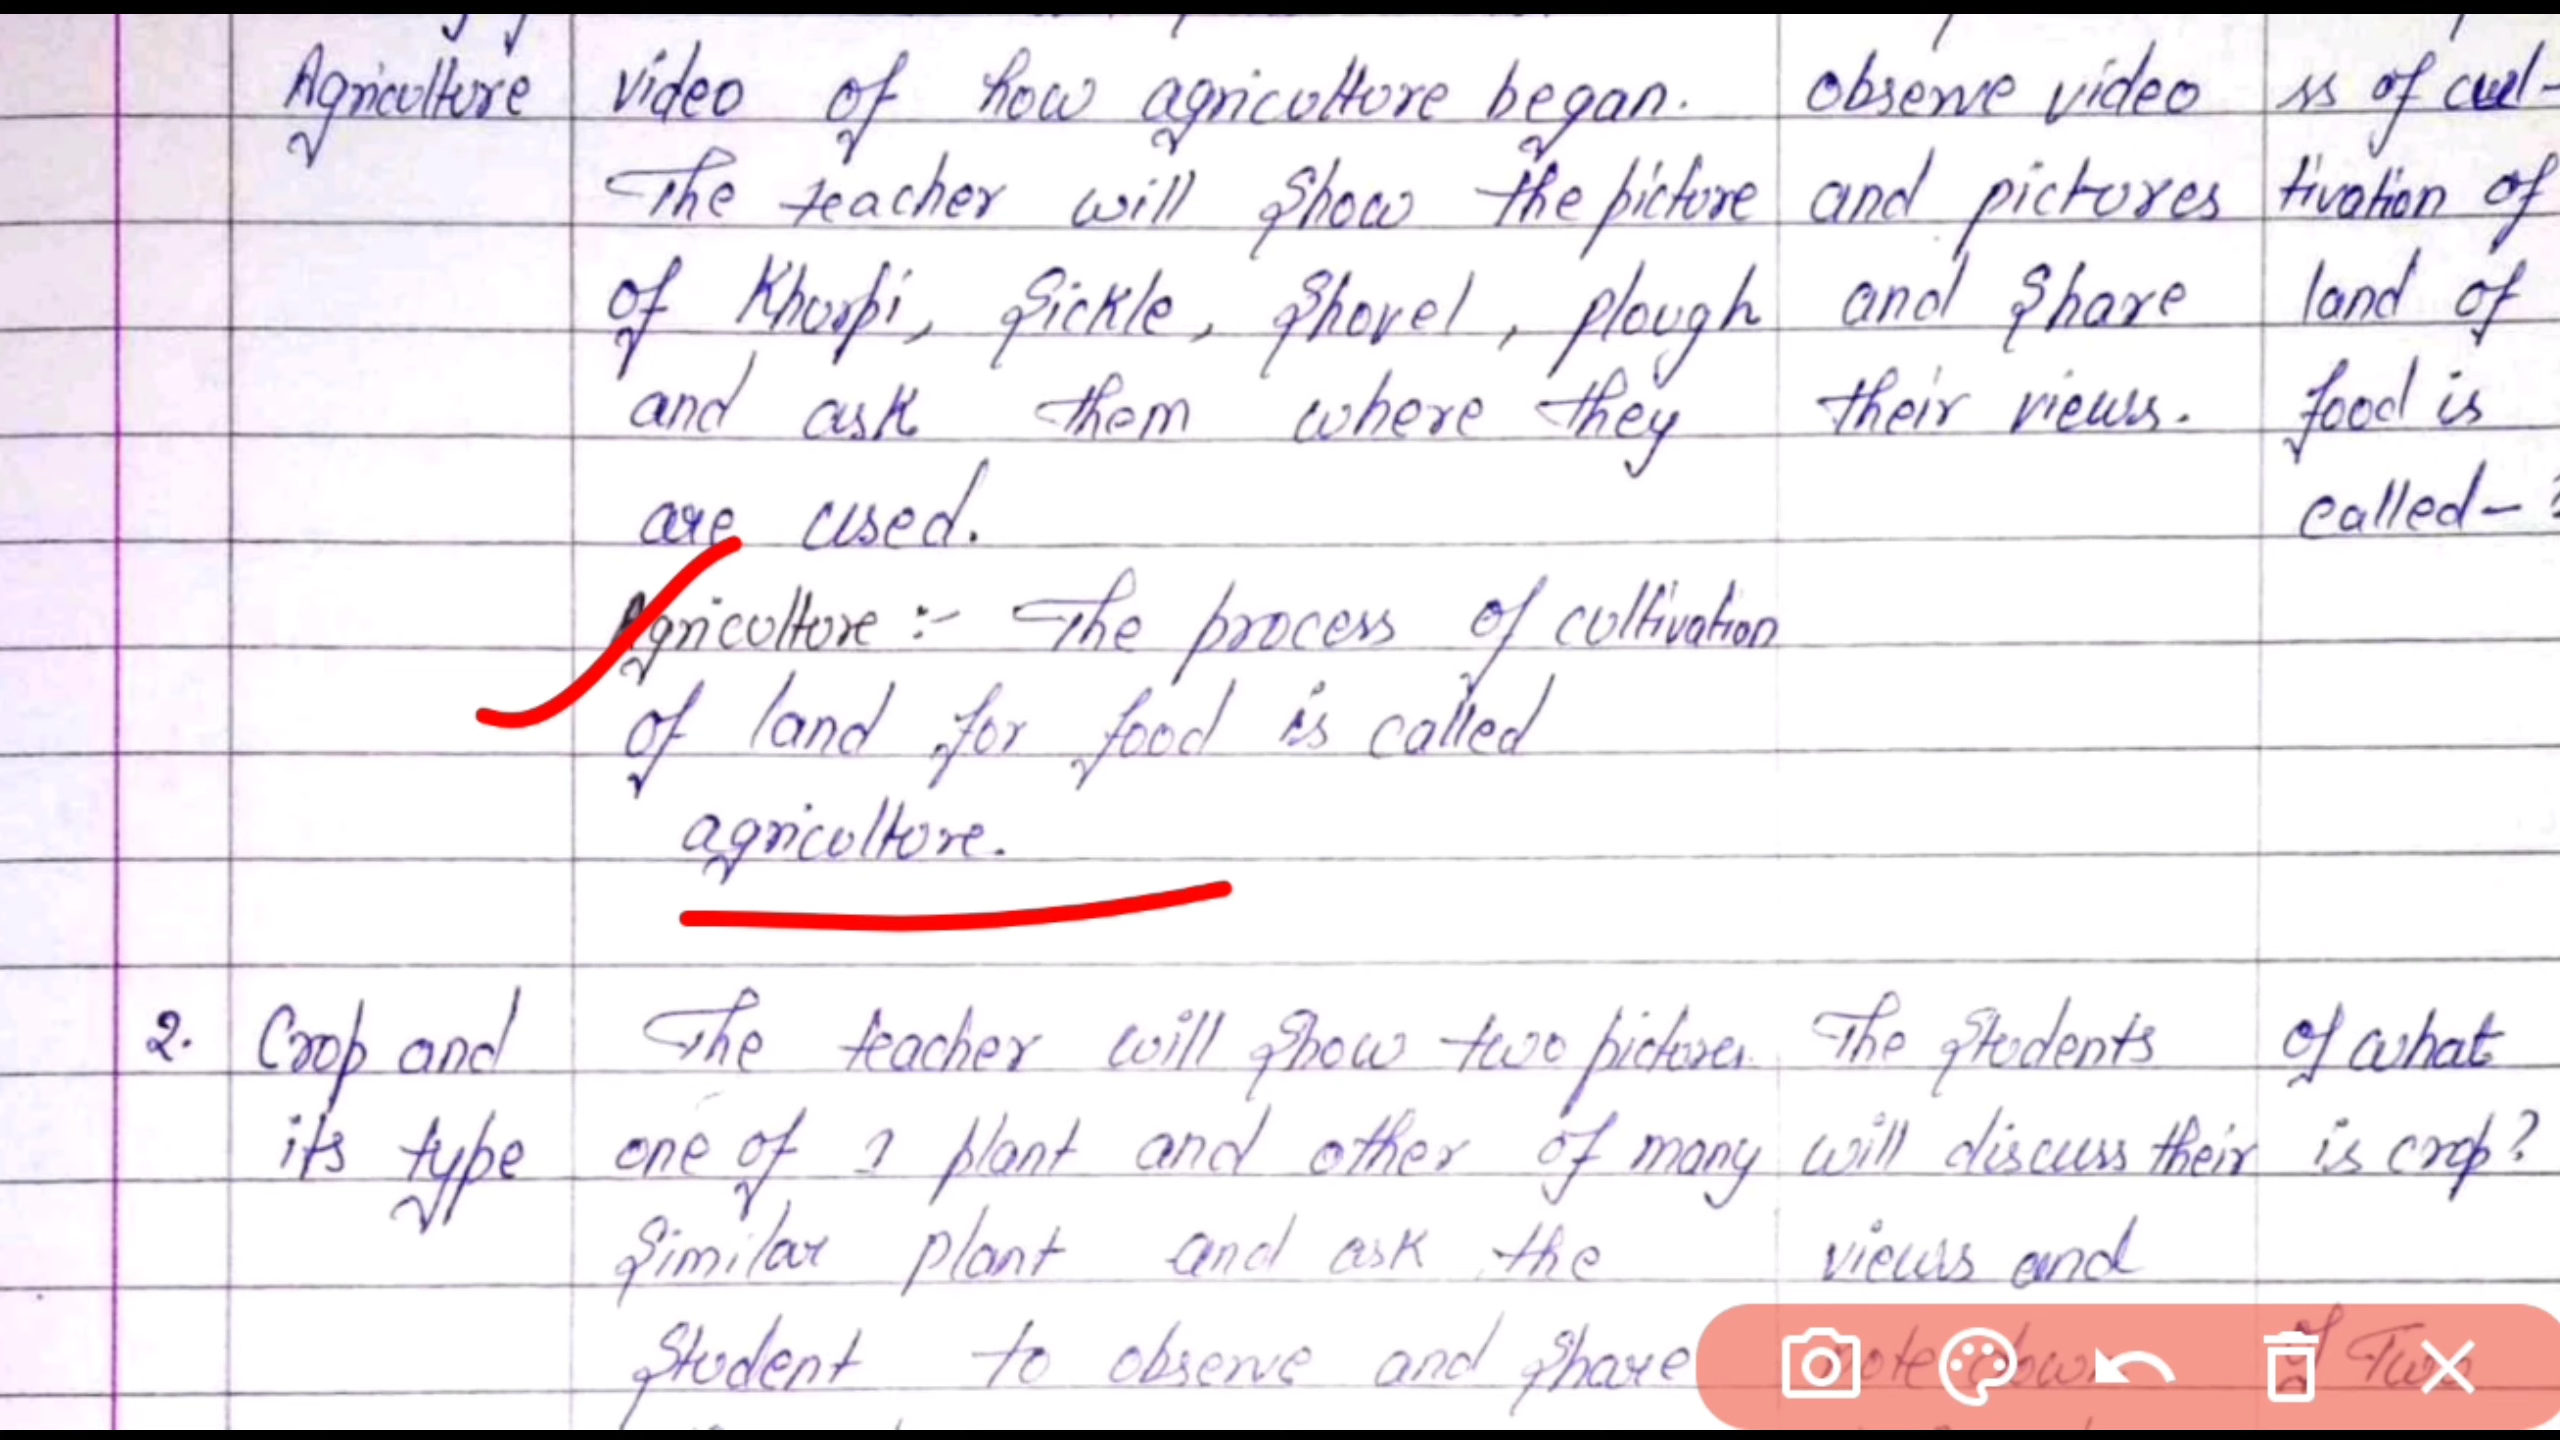 Agriculture
video of how agriculture began.
The teacher will show the picture
of Khurpi, Sickle, Shovel, plough
and ask them where they
are used.
Agriculture :- The process of cultivation
of land for food is called
agriculture.
observe video
and pictures
and share
their views.
ss of cul-
tivation of
land of
food is
called-
2.
Crop and
its type
The teacher will show two pictures
one of 1 plant and other of many
similar plant and ask the
student to observe and share
The students
will discuss their
views and
note down
of what
is crop?
of Two